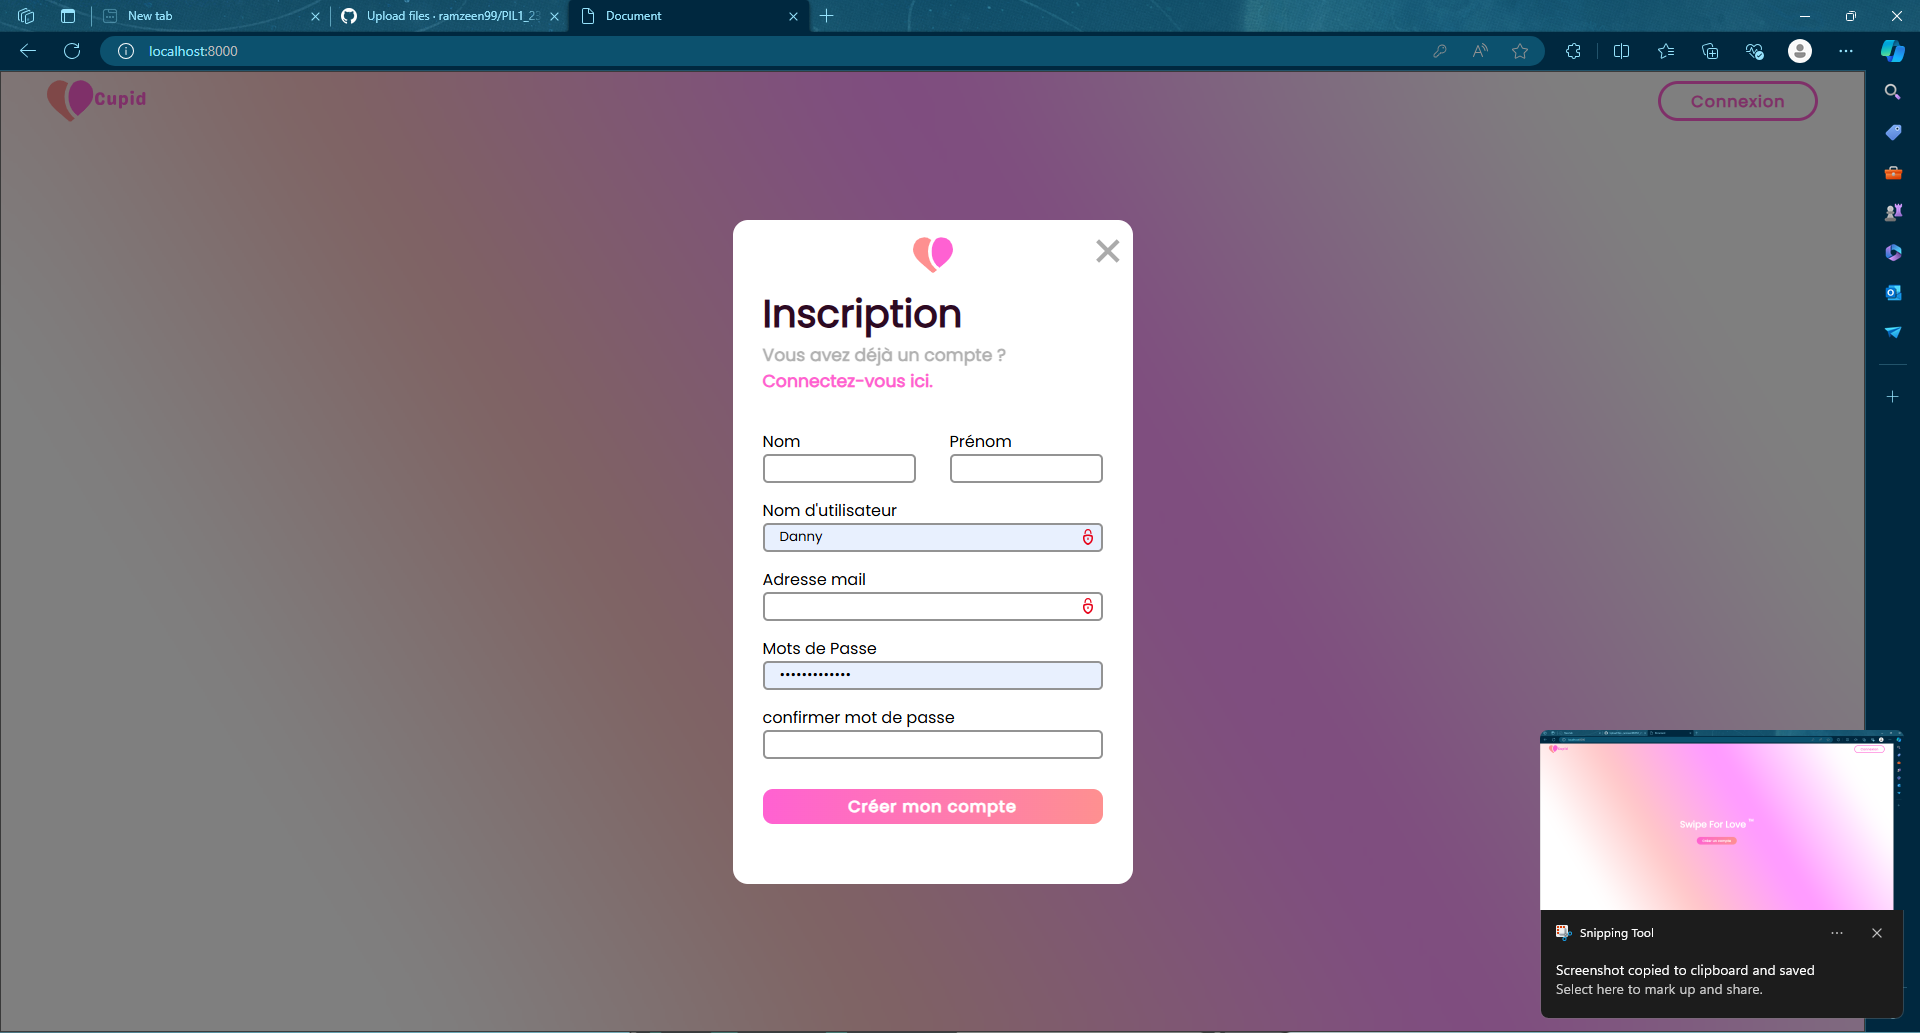 New tab
Upload files · ramzeen99/PIL1_23
Document
localhost:8000
Cupid
Connexion
Inscription
Vous avez déjà un compte ?
Connectez-vous ici.
Nom
Prénom
Nom d'utilisateur
Danny
Adresse mail
Mots de Passe
•••••••••••••
confirmer mot de passe
Créer mon compte
Swipe For Love
Snipping Tool
Screenshot copied to clipboard and saved
Select here to mark up and share.